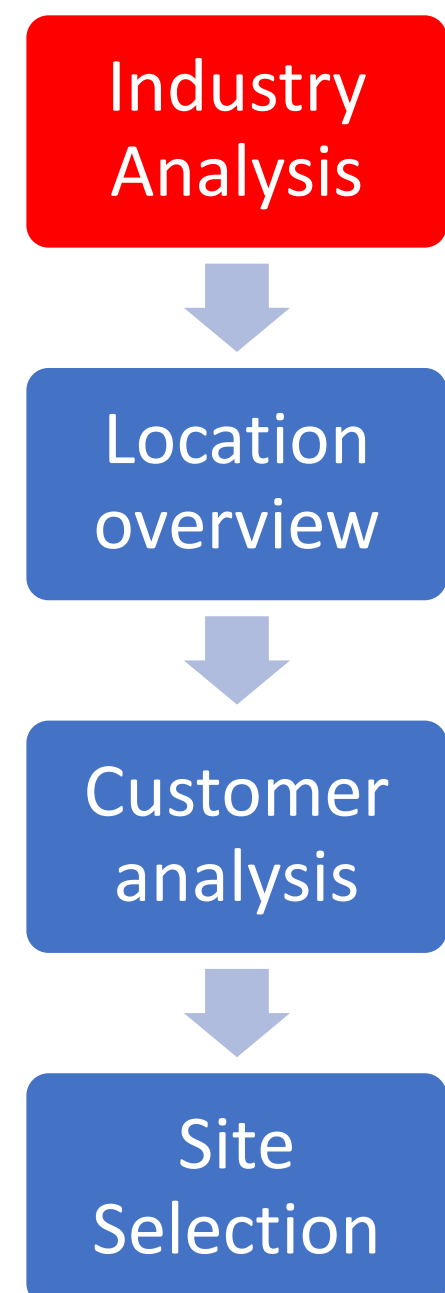 Industry
Analysis
Location
overview
Customer
analysis
Site
Selection